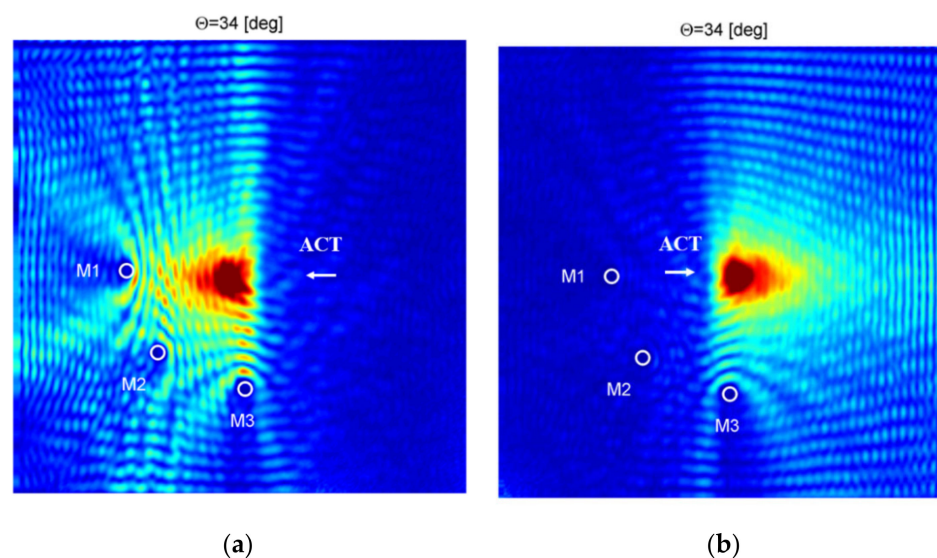 Θ=34 [deg]
Θ=34 [deg]
ACT
M1
M2
M3
ACT
M1
M2
M3
(a)
(b)